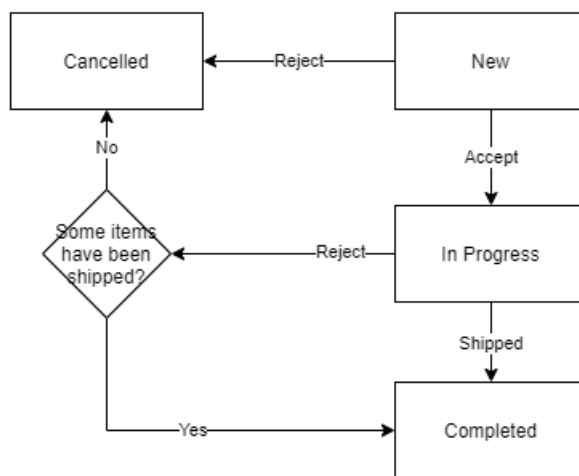 Cancelled
Reject
New
No
Accept
Some items
have been
shipped?
Reject
In Progress
Shipped
Yes
Completed